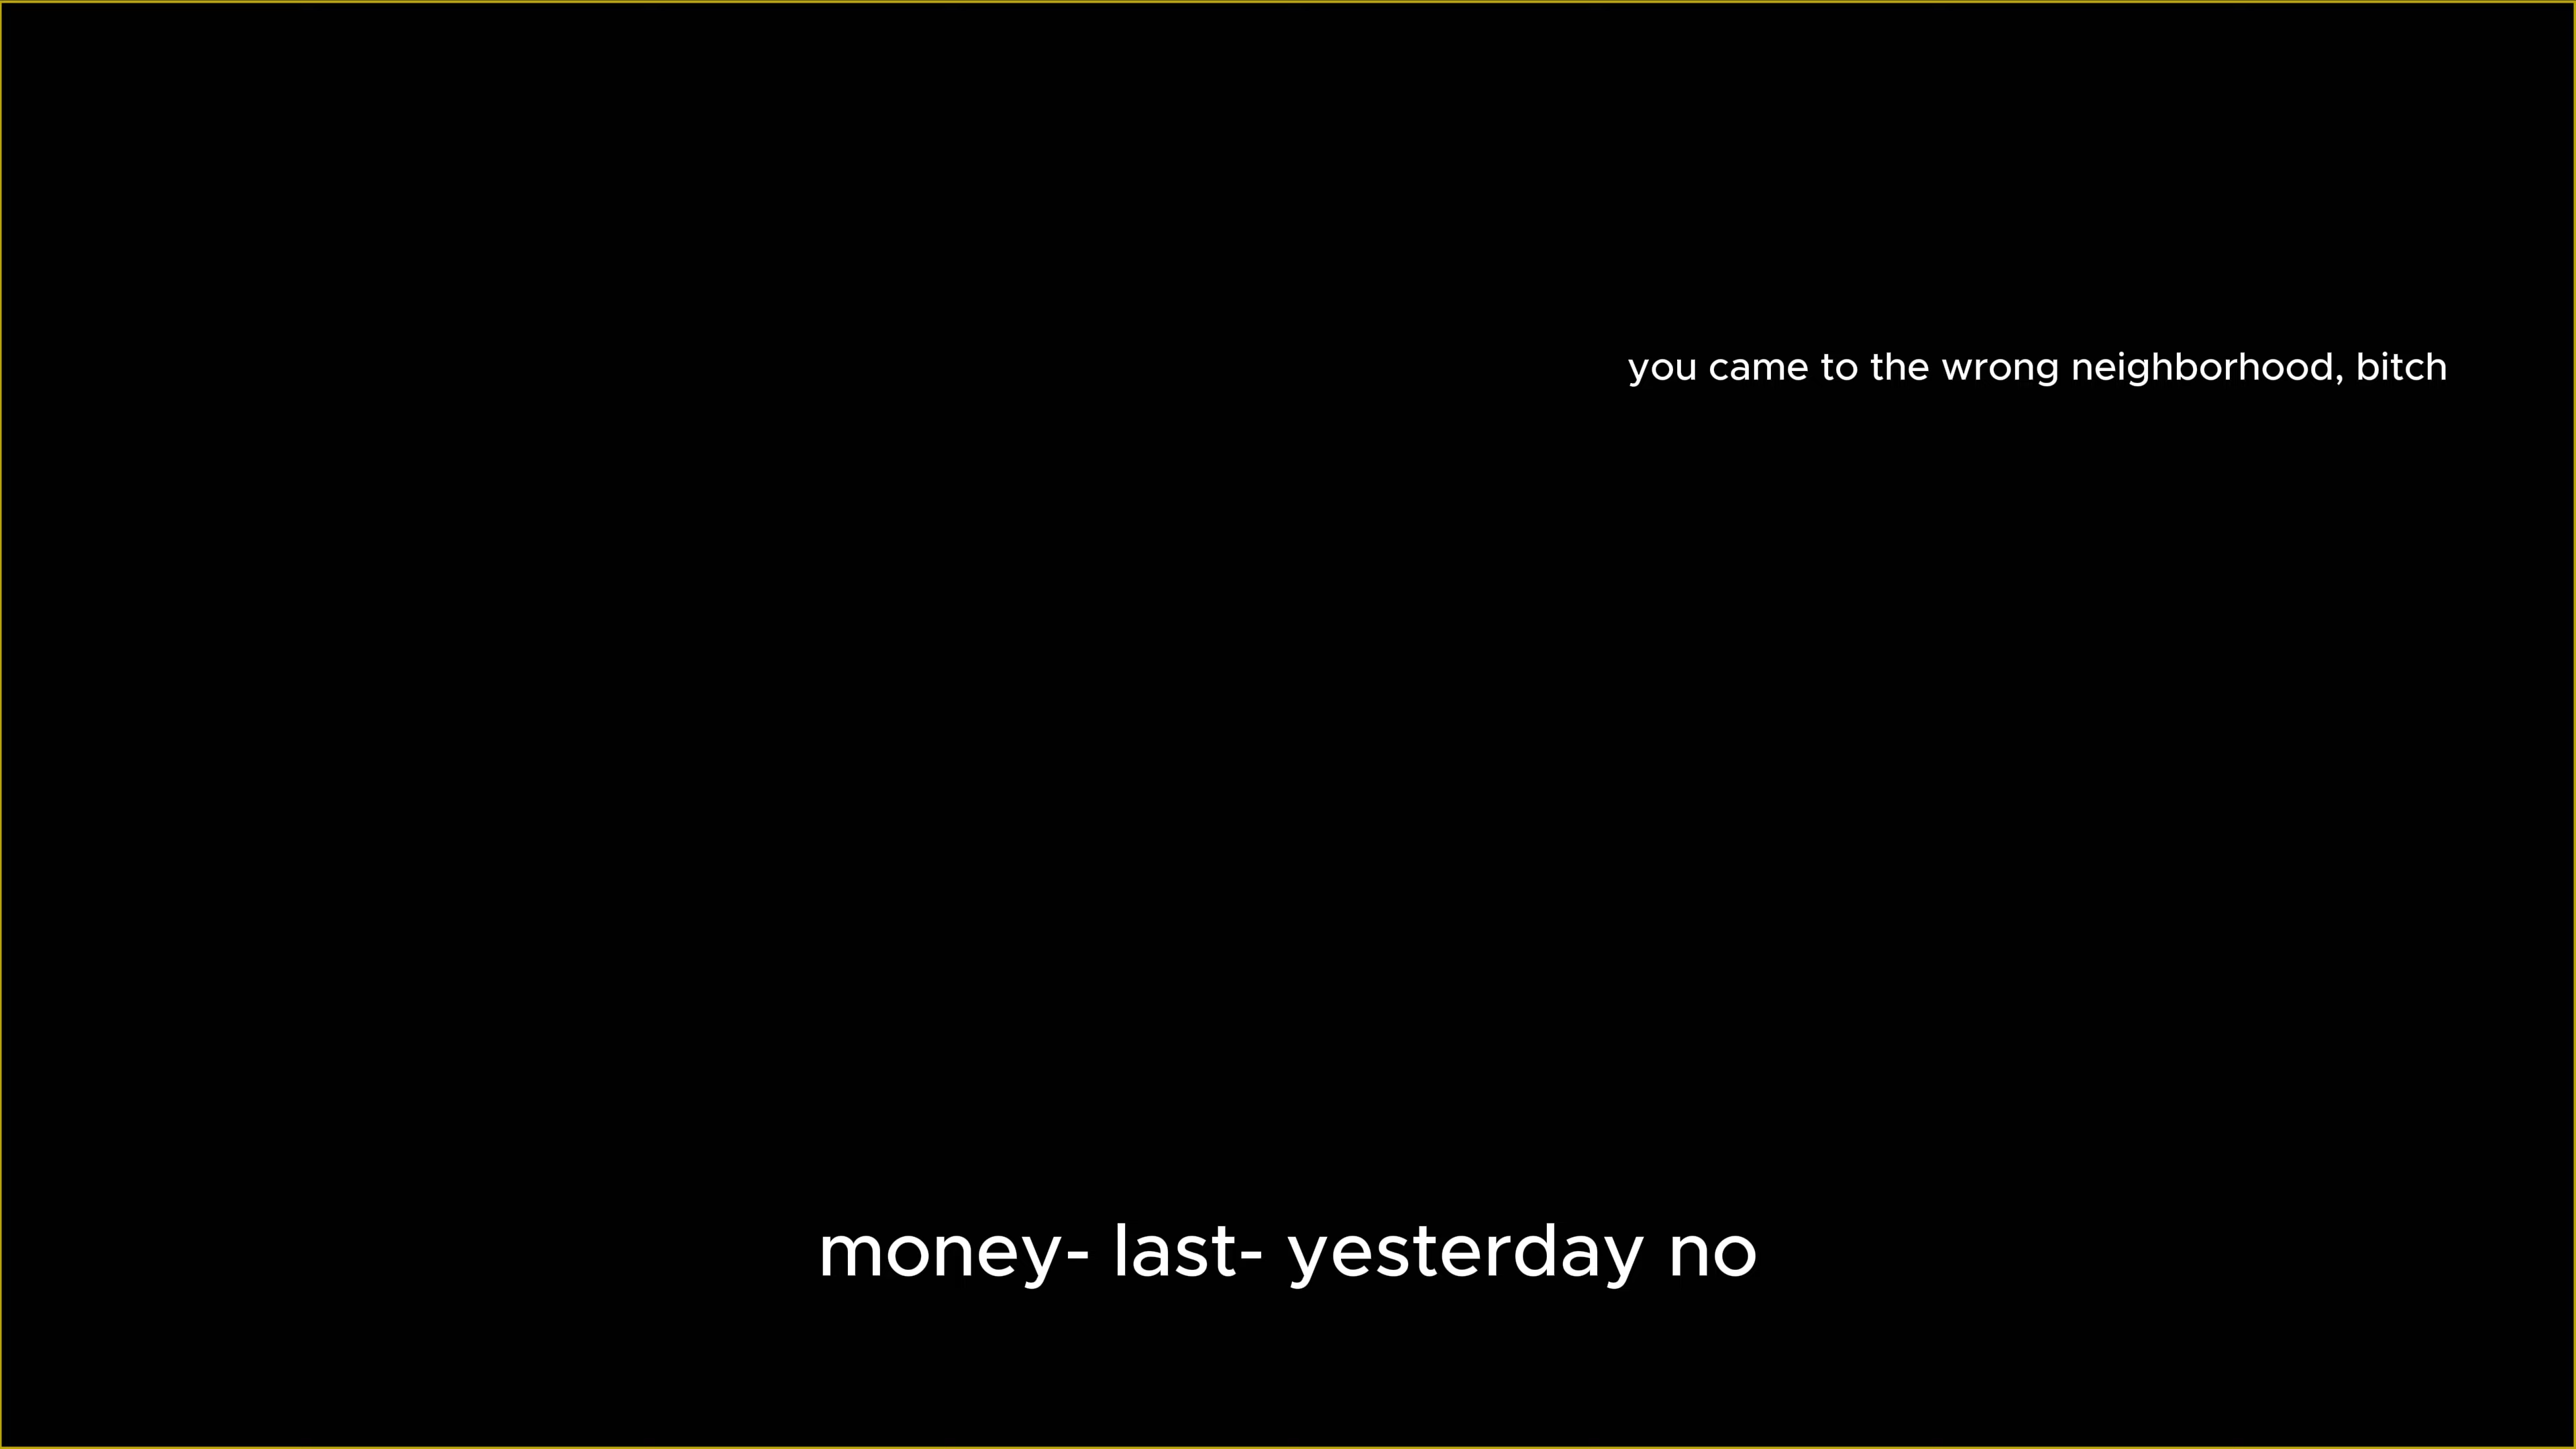 you came to the wrong neighborhood, bitch
money- last- yesterday no